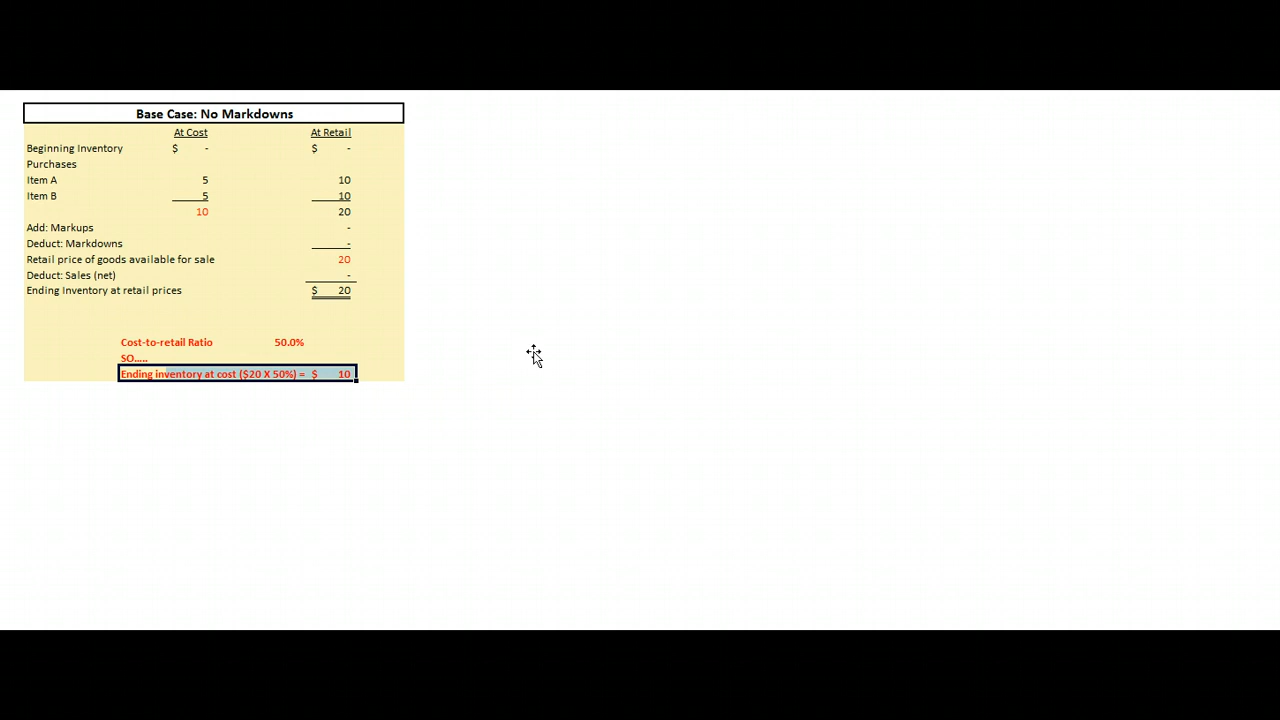 Base Case: No Markdowns
At Cost At Retail
Beginning Inventory $ - $ -
Purchases
Item A 5 10
Item B 5 10
10 20
Add: Markups -
Deduct: Markdowns -
Retail price of goods available for sale 20
Deduct: Sales (net) -
Ending Inventory at retail prices $ 20
Cost-to-retail Ratio 50.0%
SO.....
Ending inventory at cost ($20 X 50%) = $ 10